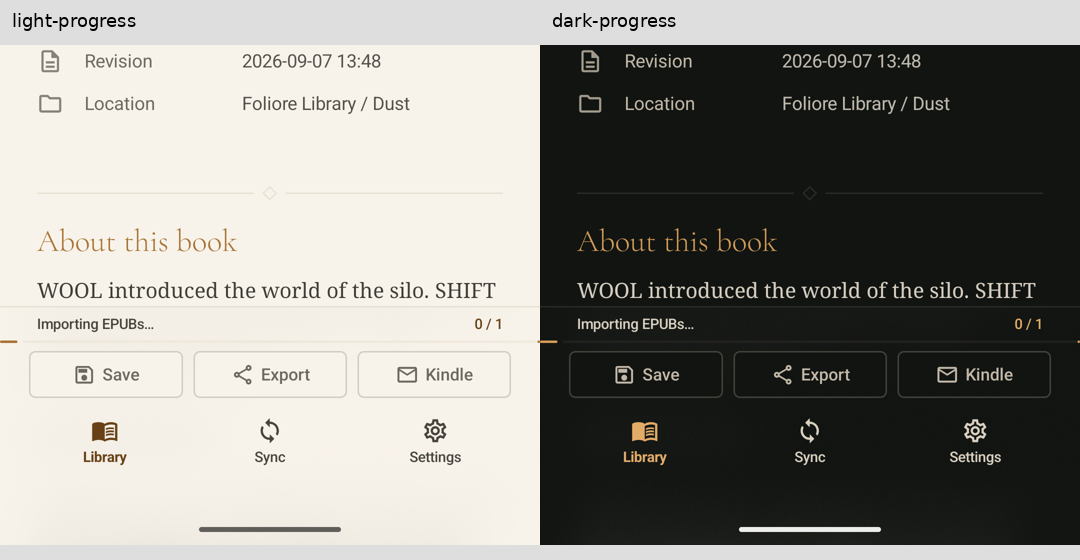 light-progress
Revision 2026-09-07 13:48
Location Foliore Library / Dust
About this book
WOOL introduced the world of the silo. SHIFT
Importing EPUBs... 0 / 1
Save Export Kindle
Library Sync Settings
dark-progress
Revision 2026-09-07 13:48
Location Foliore Library / Dust
About this book
WOOL introduced the world of the silo. SHIFT
Importing EPUBs... 0 / 1
Save Export Kindle
Library Sync Settings